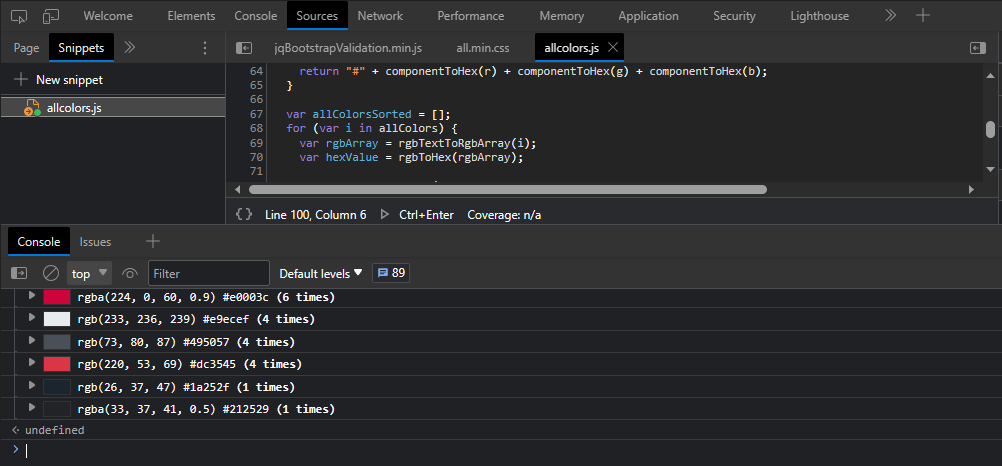 Welcome Elements Console Sources Network Performance Memory Application Security Lighthouse
Page Snippets
jqBootstrapValidation.min.js all.min.css allcolors.js
New snippet
allcolors.js
64 return "#" + componentToHex(r) + componentToHex(g) + componentToHex(b);
65 }
66
67 var allColorsSorted = [];
68 for (var i in allColors) {
69 var rgbArray = rgbTextToRgbArray(i);
70 var hexValue = rgbToHex(rgbArray);
71
{} Line 100, Column 6 Ctrl+Enter Coverage: n/a
Console Issues
top Filter Default levels 89
rgba(224, 0, 60, 0.9) #e0003c (6 times)
rgb(233, 236, 239) #e9ecef (4 times)
rgb(73, 80, 87) #495057 (4 times)
rgb(220, 53, 69) #dc3545 (4 times)
rgb(26, 37, 47) #1a252f (1 times)
rgba(33, 37, 41, 0.5) #212529 (1 times)
undefined